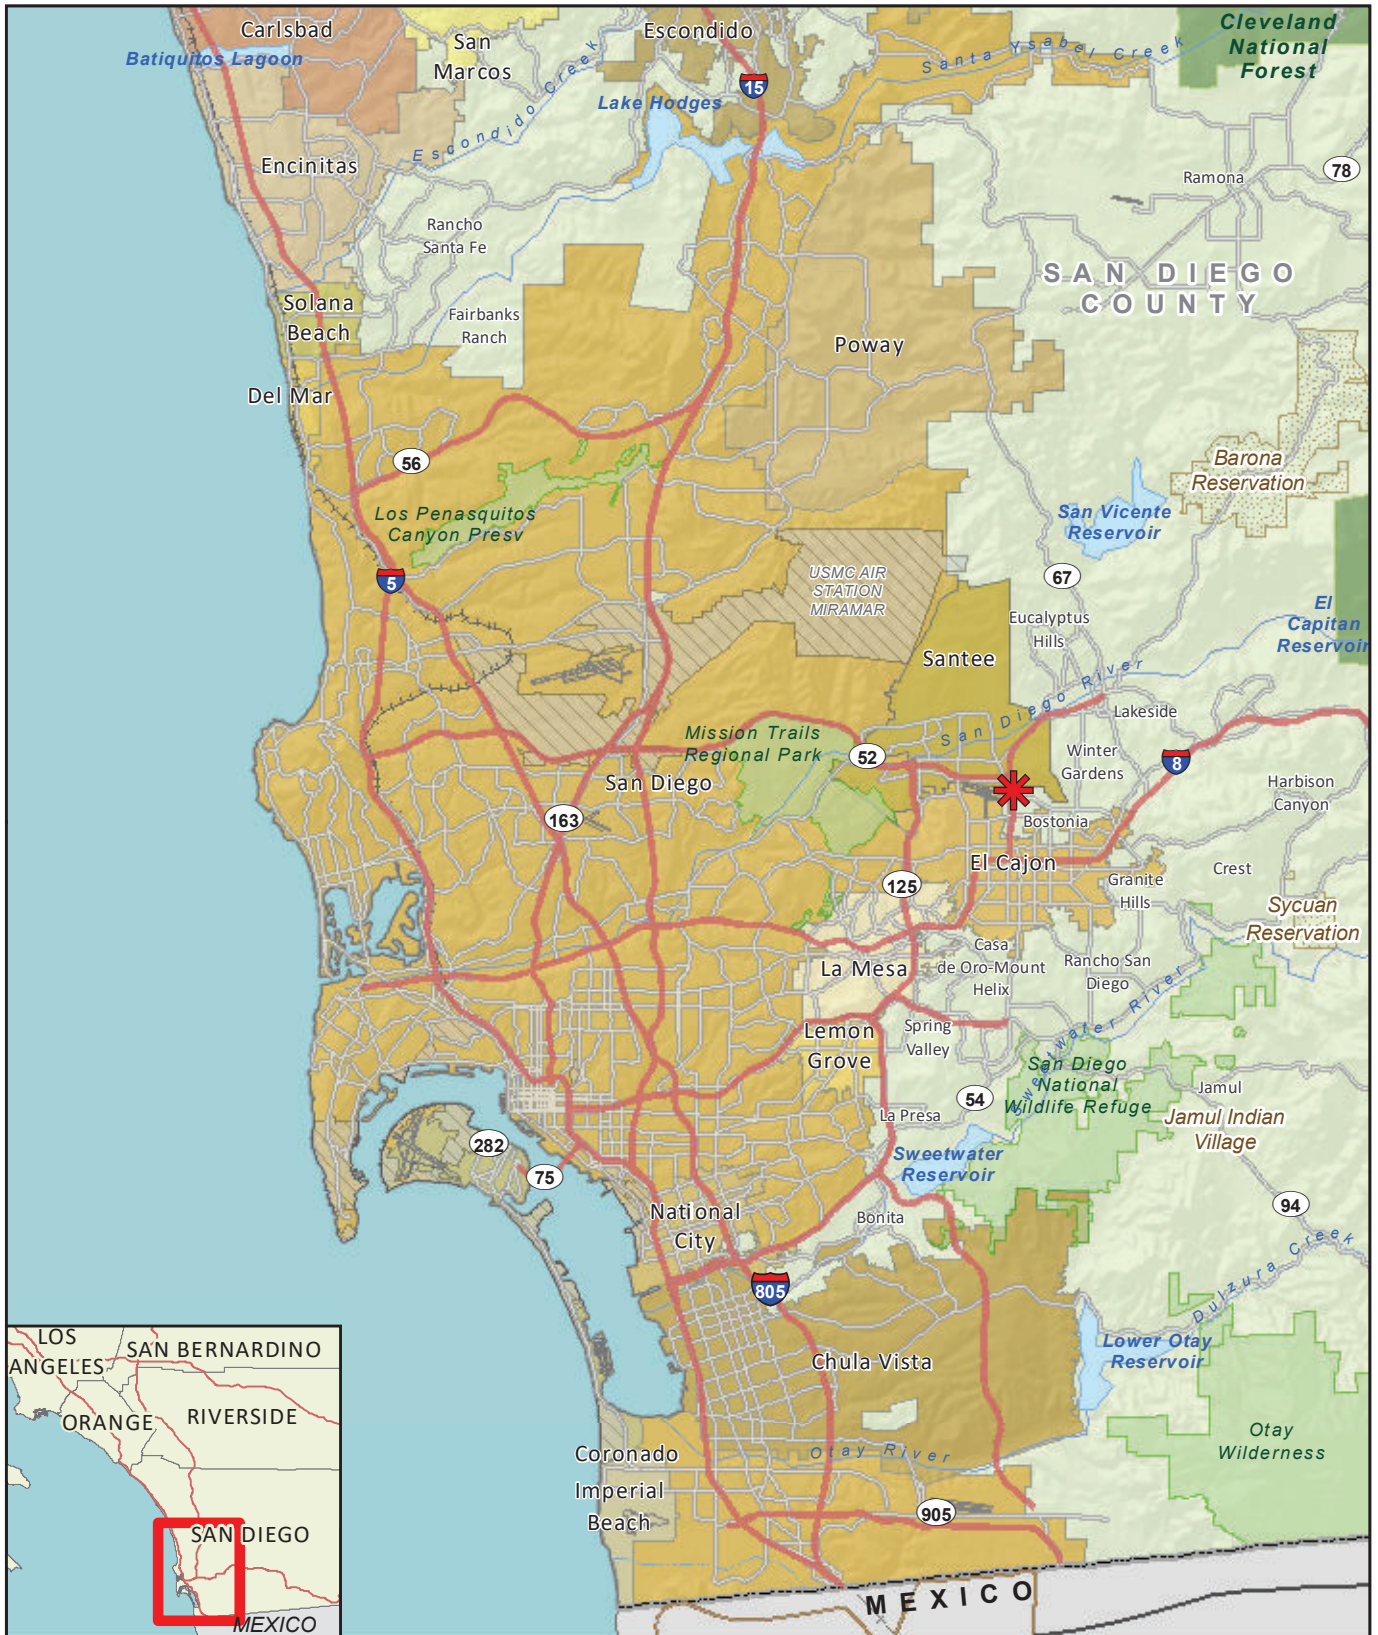 Carlsbad
San
Marcos
Escondido
Cleveland
National
Forest
Batiquitos Lagoon
Escondido Creek
Lake Hodges
15
Santa Ysabel Creek
Encinitas
Ramona
78
Rancho
Santa Fe
SAN DIEGO
COUNTY
Solana
Beach
Fairbanks
Ranch
Poway
Del Mar
56
Barona
Reservation
Los Penasquitos
Canyon Presv
San Vicente
Reservoir
5
USMC AIR
STATION
MIRAMAR
67
Eucalyptus
Hills
El
Capitan
Reservoir
Santee
San Diego River
Lakeside
Mission Trails
Regional Park
52
Winter
Gardens
8
San Diego
Harbison
Canyon
163
Bostonia
El Cajon
125
Granite
Hills
Crest
Sycuan
Reservation
La Mesa
Casa
de Oro-Mount
Helix
Rancho San
Diego
Sweetwater River
Lemon
Grove
Spring
Valley
San Diego
National
Wildlife Refuge
54
Jamul
La Presa
Jamul Indian
Village
282
75
Sweetwater
Reservoir
National
City
Bonita
94
Dulzura Creek
805
Chula Vista
Lower Otay
Reservoir
Otay River
Otay
Wilderness
Coronado
Imperial
Beach
905
MEXICO
LOS
ANGELES
SAN BERNARDINO
ORANGE
RIVERSIDE
SAN DIEGO
MEXICO